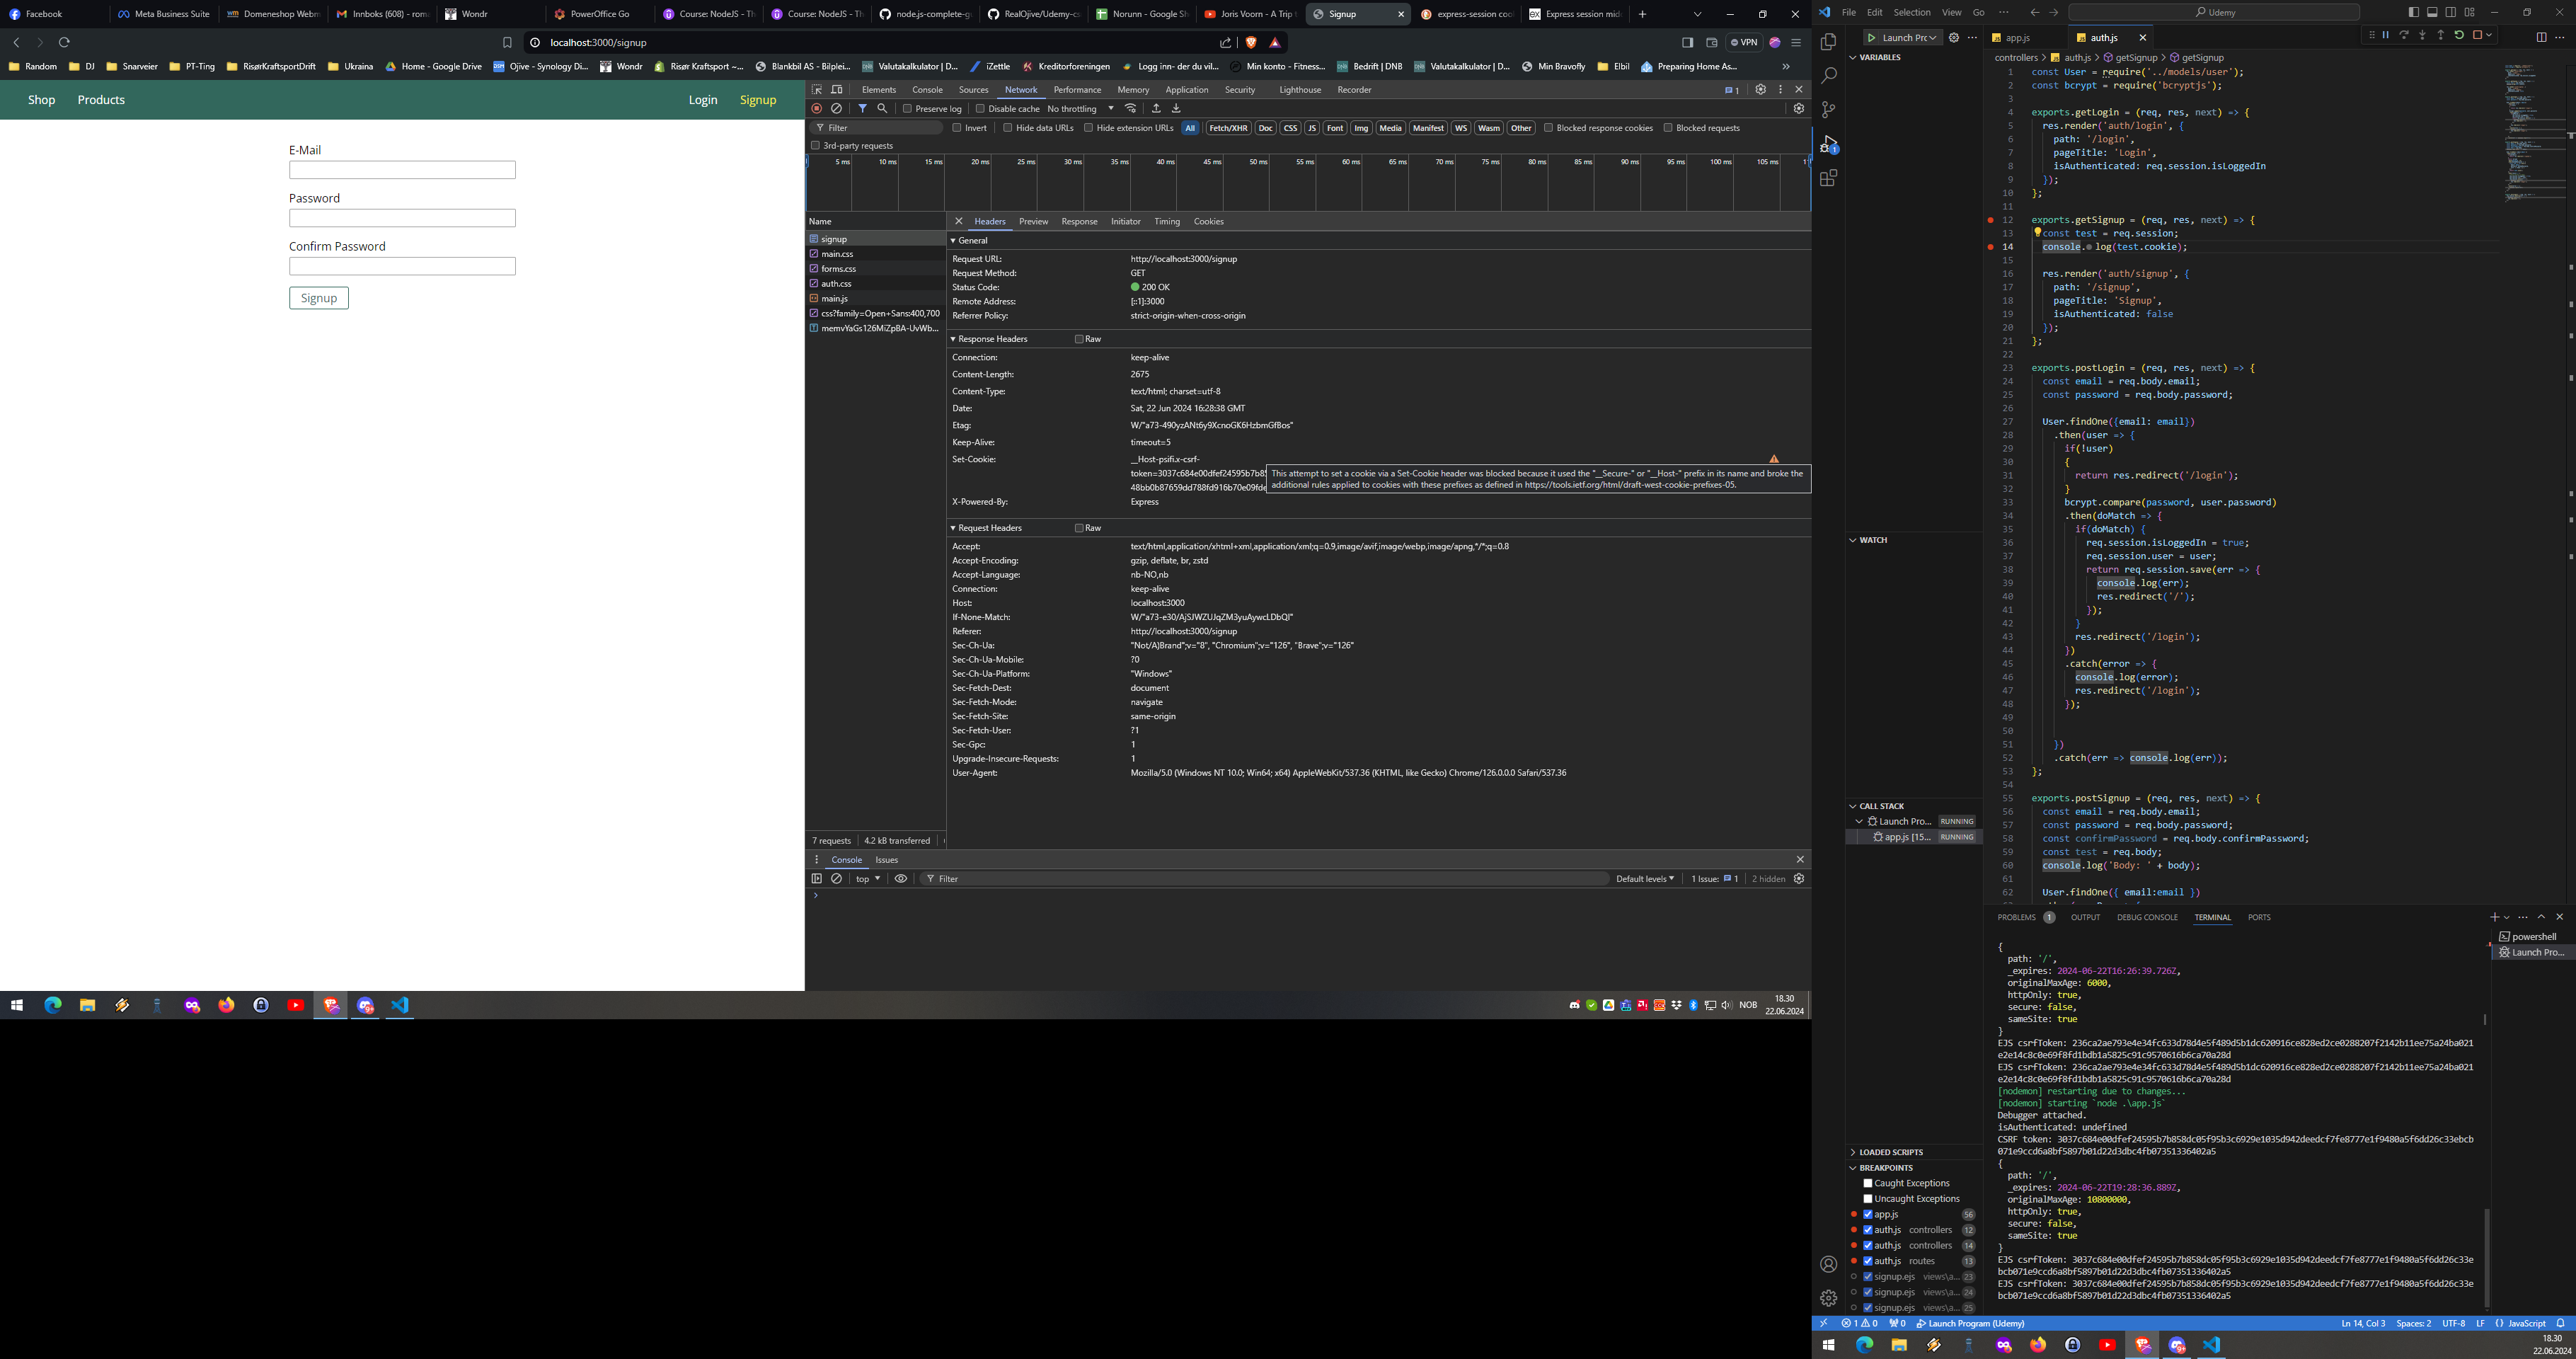 Facebook
Meta Business Suite
Domeneshop Webm
Innboks (608) - rom
Wondr
PowerOffice Go
Course: NodeJS - Th
Course: NodeJS - Th
node.js-complete-g
RealOjive/Udemy-cs
Norunn - Google Sh
Joris Voorn - A Trip t
Signup
express-session coo
Express session mid
localhost:3000/signup
VPN
Random
DJ
Snarveier
PT-Ting
RisørKraftsportDrift
Ukraina
Home - Google Drive
Ojive - Synology Di...
Wondr
Risør Kraftsport ~...
Blankbil AS - Bilplei...
Valutakalkulator | D...
iZettle
Kreditorforeningen
Logg inn- der du vil...
Min konto - Fitness...
Bedrift | DNB
Valutakalkulator | D...
Min Bravofly
Elbil
Preparing Home As...
Shop
Products
Login
Signup
E-Mail
Password
Confirm Password
Signup
Elements
Console
Sources
Network
Performance
Memory
Application
Security
Lighthouse
Recorder
1
Preserve log
Disable cache
No throttling
Filter
Invert
Hide data URLs
Hide extension URLs
All
Fetch/XHR
Doc
CSS
JS
Font
Img
Media
Manifest
WS
Wasm
Other
Blocked response cookies
Blocked requests
3rd-party requests
5 ms
10 ms
15 ms
20 ms
25 ms
30 ms
35 ms
40 ms
45 ms
50 ms
55 ms
60 ms
65 ms
70 ms
75 ms
80 ms
85 ms
90 ms
95 ms
100 ms
105 ms
Name
signup
main.css
forms.css
auth.css
main.js
css?family=Open+Sans:400,700
Headers
Preview
Response
Initiator
Timing
Cookies
General
Request URL: http://localhost:3000/signup
Request Method: GET
Status Code: 200 OK
Remote Address: [::1]:3000
Referrer Policy: strict-origin-when-cross-origin
Response Headers
Raw
Connection: keep-alive
Content-Length: 2675
Content-Type: text/html; charset=utf-8
Date: Sat, 22 Jun 2024 16:28:38 GMT
Etag: W/"a73-490yzANt6y9XcnoGK6HzbmGfBos"
Keep-Alive: timeout=5
Set-Cookie: __Host-psifi.x-csrf-
token=3037c684e00dfef24595b7b85
48bb0b87659dd788fd916b70e09fde
This attempt to set a cookie via a Set-Cookie header was blocked because it used the "__Secure-" or "__Host-" prefix in its name and broke the
additional rules applied to cookies with these prefixes as defined in https://tools.ietf.org/html/draft-west-cookie-prefixes-05.
X-Powered-By: Express
Request Headers
Raw
Accept: text/html,application/xhtml+xml,application/xml;q=0.9,image/avif,image/webp,image/apng,*/*;q=0.8
Accept-Encoding: gzip, deflate, br, zstd
Accept-Language: nb-NO,nb
Connection: keep-alive
Host: localhost:3000
If-None-Match: W/"a73-e30/AjSJWZUJqZM3yuAywcLDbQI"
Referer: http://localhost:3000/signup
Sec-Ch-Ua: "Not/A)Brand";v="8", "Chromium";v="126", "Brave";v="126"
Sec-Ch-Ua-Mobile: ?0
Sec-Ch-Ua-Platform: "Windows"
Sec-Fetch-Dest: document
Sec-Fetch-Mode: navigate
Sec-Fetch-Site: same-origin
Sec-Fetch-User: ?1
Sec-Gpc: 1
Upgrade-Insecure-Requests: 1
User-Agent: Mozilla/5.0 (Windows NT 10.0; Win64; x64) AppleWebKit/537.36 (KHTML, like Gecko) Chrome/126.0.0.0 Safari/537.36
7 requests
4.2 kB transferred
Console
Issues
top
Filter
Default levels
1 Issue: 1
2 hidden
NOB
18.30
22.06.2024
File
Edit
Selection
View
Go
Udemy
Launch Prc
app.js
auth.js
VARIABLES
controllers > auth.js > getSignup > getSignup
1 const User = require('../models/user');
2 const bcrypt = require('bcryptjs');
3
4 exports.getLogin = (req, res, next) => {
5 res.render('auth/login', {
6 path: '/login',
7 pageTitle: 'Login',
8 isAuthenticated: req.session.isLoggedIn
9 });
10 };
11
12 exports.getSignup = (req, res, next) => {
13 const test = req.session;
14 console. log(test.cookie);
15
16 res.render('auth/signup', {
17 path: '/signup',
18 pageTitle: 'Signup',
19 isAuthenticated: false
20 });
21 };
22
23 exports.postLogin = (req, res, next) => {
24 const email = req.body.email;
25 const password = req.body.password;
26
27 User.findOne({email: email})
28 .then(user => {
29 if(!user)
30 {
31 return res.redirect('/login');
32 }
33 bcrypt.compare(password, user.password)
34 .then(doMatch => {
35 if(doMatch) {
36 req.session.isLoggedIn = true;
37 req.session.user = user;
38 return req.session.save(err => {
39 console.log(err);
40 res.redirect('/');
41 });
42 }
43 res.redirect('/login');
44 })
45 .catch(error => {
46 console.log(error);
47 res.redirect('/login');
48 });
49
50
51 })
52 .catch(err => console.log(err));
53 };
54
55 exports.postSignup = (req, res, next) => {
56 const email = req.body.email;
57 const password = req.body.password;
58 const confirmPassword = req.body.confirmPassword;
59 const test = req.body;
60 console.log('Body: ' + body);
61
62 User.findOne({ email:email })
WATCH
CALL STACK
Launch Pro... RUNNING
app.js [15... RUNNING
LOADED SCRIPTS
BREAKPOINTS
Caught Exceptions
Uncaught Exceptions
app.js 56
auth.js controllers 12
auth.js controllers 14
auth.js routes 13
signup.ejs views\a... 23
signup.ejs views\a... 24
signup.ejs views\a... 25
PROBLEMS 1
OUTPUT
DEBUG CONSOLE
TERMINAL
PORTS
powershell
Launch Pro...
{
path: '/',
_expires: 2024-06-22T16:26:39.726Z,
originalMaxAge: 6000,
httpOnly: true,
secure: false,
sameSite: true
}
EJS csrfToken: 236ca2ae793e4e34fc633d78d4e5f489d5b1dc620916ce828ed2ce0288207f2142b11ee75a24ba021
e2e14c8c0e69f8fd1bdb1a5825c91c9570616b6ca70a28d
EJS csrfToken: 236ca2ae793e4e34fc633d78d4e5f489d5b1dc620916ce828ed2ce0288207f2142b11ee75a24ba021
e2e14c8c0e69f8fd1bdb1a5825c91c9570616b6ca70a28d
[nodemon] restarting due to changes...
[nodemon] starting `node .\app.js`
Debugger attached.
isAuthenticated: undefined
CSRF token: 3037c684e00dfef24595b7b858dc05f95b3c6929e1035d942deedcf7fe8777e1f9480a5f6dd26c33ebcb
071e9ccd6a8bf5897b01d22d3dbc4fb07351336402a5
{
path: '/',
_expires: 2024-06-22T19:28:36.889Z,
originalMaxAge: 10800000,
httpOnly: true,
secure: false,
sameSite: true
}
EJS csrfToken: 3037c684e00dfef24595b7b858dc05f95b3c6929e1035d942deedcf7fe8777e1f9480a5f6dd26c33e
bcb071e9ccd6a8bf5897b01d22d3dbc4fb07351336402a5
EJS csrfToken: 3037c684e00dfef24595b7b858dc05f95b3c6929e1035d942deedcf7fe8777e1f9480a5f6dd26c33e
bcb071e9ccd6a8bf5897b01d22d3dbc4fb07351336402a5
1
0
0
Launch Program (Udemy)
Ln 14, Col 3
Spaces: 2
UTF-8
LF
JavaScript
18.30
22.06.2024